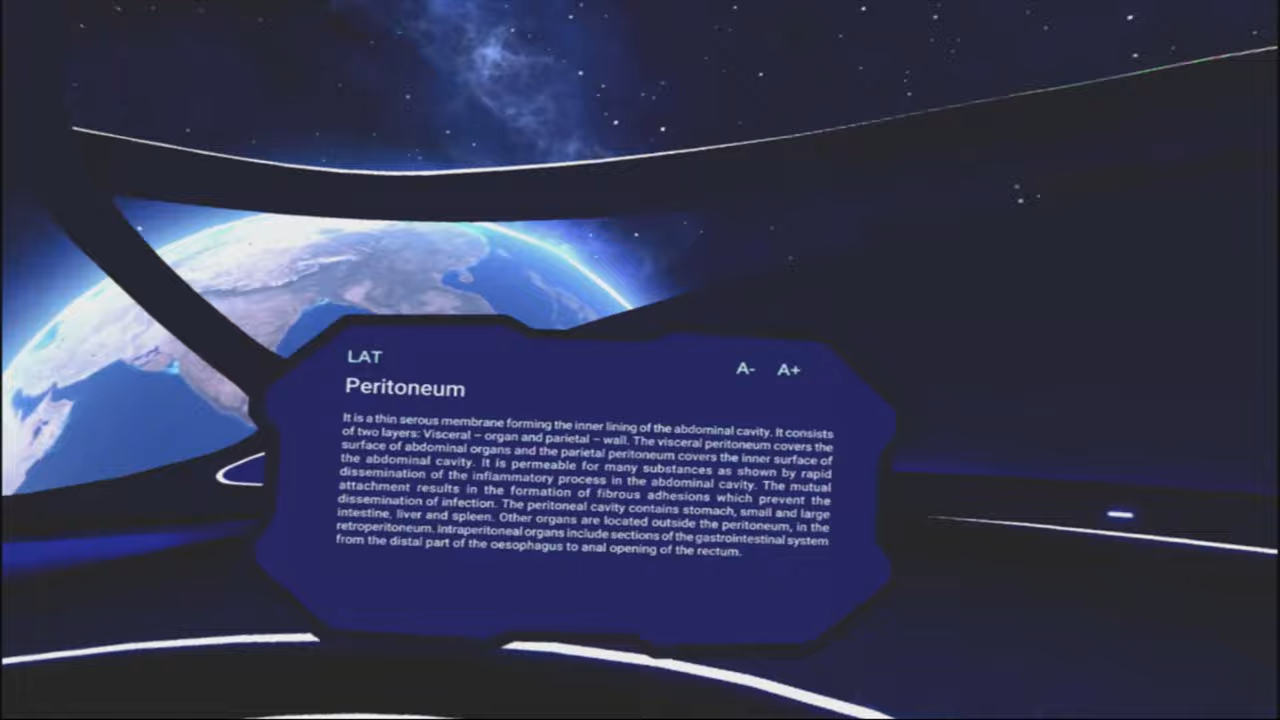 LAT
A- A+
Peritoneum
It is a thin serous membrane forming the inner lining of the abdominal cavity. It consists
of two layers: Visceral – organ and parietal – wall. The visceral peritoneum covers the
surface of abdominal organs and the parietal peritoneum covers the inner surface of
the abdominal cavity. It is permeable for many substances as shown by rapid
dissemination of the inflammatory process in the abdominal cavity. The mutual
attachment results in the formation of fibrous adhesions which prevent the
dissemination of infection. The peritoneal cavity contains stomach, small and large
intestine, liver and spleen. Other organs are located outside the peritoneum, in the
retroperitoneum. Intraperitoneal organs include sections of the gastrointestinal system
from the distal part of the oesophagus to anal opening of the rectum.